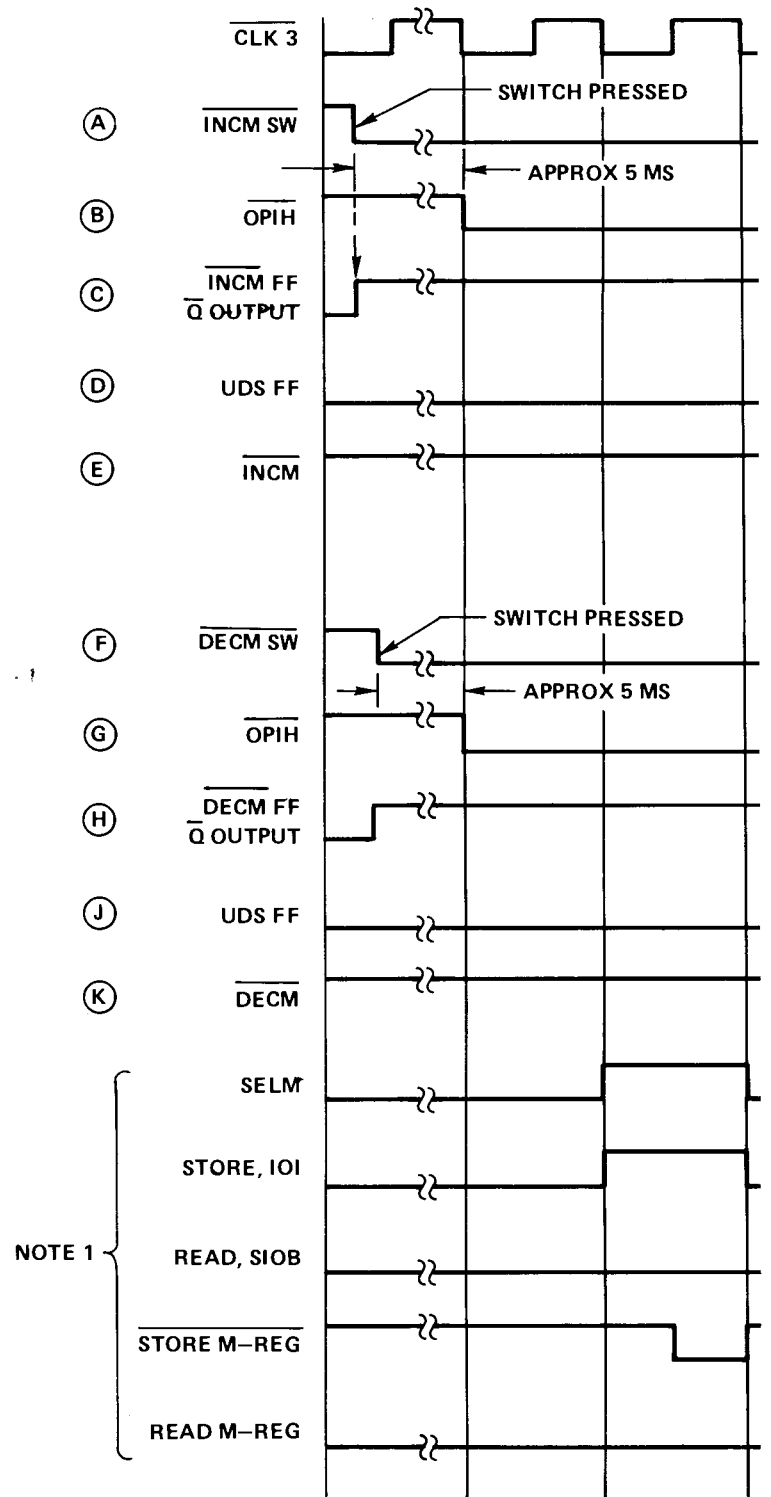 CLK 3
SWITCH PRESSED
A INCM SW
APPROX 5 MS
B OPIH
C INCM FF
Q OUTPUT
D UDS FF
E INCM
SWITCH PRESSED
F DECM SW
APPROX 5 MS
G OPIH
H DECM FF
Q OUTPUT
J UDS FF
K DECM
SELM
STORE, IOI
NOTE 1 READ, SIOB
STORE M-REG
READ M-REG